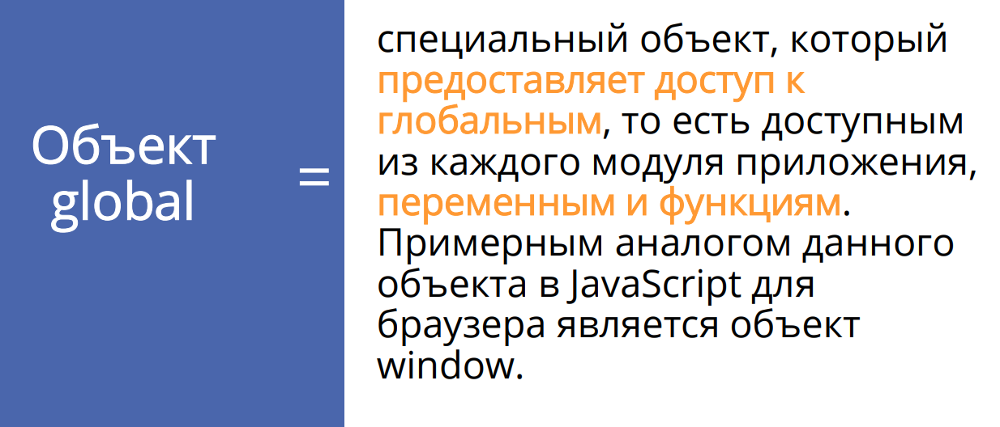 Объект
global
=
специальный объект, который
предоставляет доступ к
глобальным, то есть доступным
из каждого модуля приложения,
переменным и функциям.
Примерным аналогом данного
объекта в JavaScript для
браузера является объект
window.